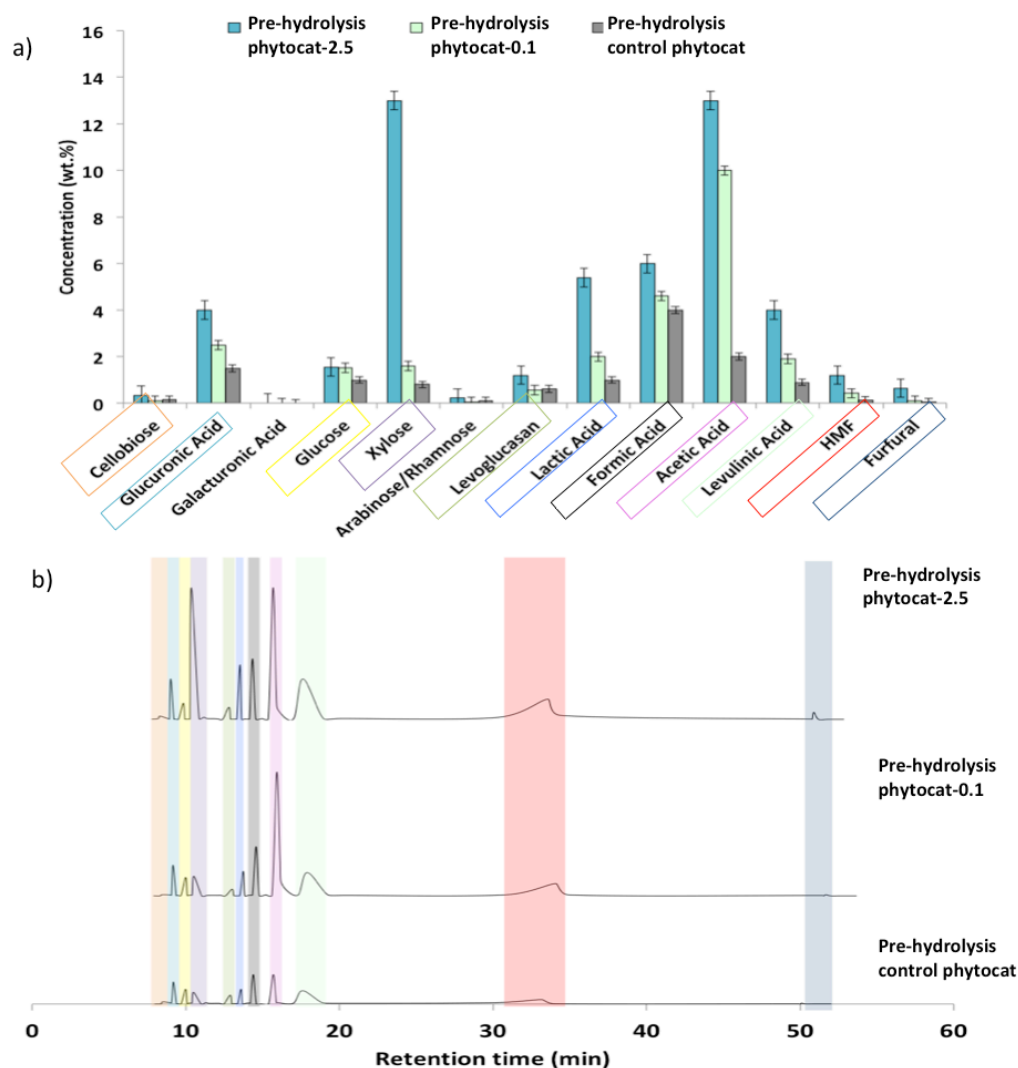 a)
Pre-hydrolysis
phytocat-2.5
Pre-hydrolysis
phytocat-0.1
Pre-hydrolysis
control phytocat
Concentration (wt.%)
16
14
12
10
8
6
4
2
0
Cellobiose
Glucuronic Acid
Galacturonic Acid
Glucose
Xylose
Arabinose/Rhamnose
Levoglucasan
Lactic Acid
Formic Acid
Acetic Acid
Levulinic Acid
HMF
Furfural
b)
Pre-hydrolysis
phytocat-2.5
Pre-hydrolysis
phytocat-0.1
Pre-hydrolysis
control phytocat
0 10 20 30 40 50 60
Retention time (min)